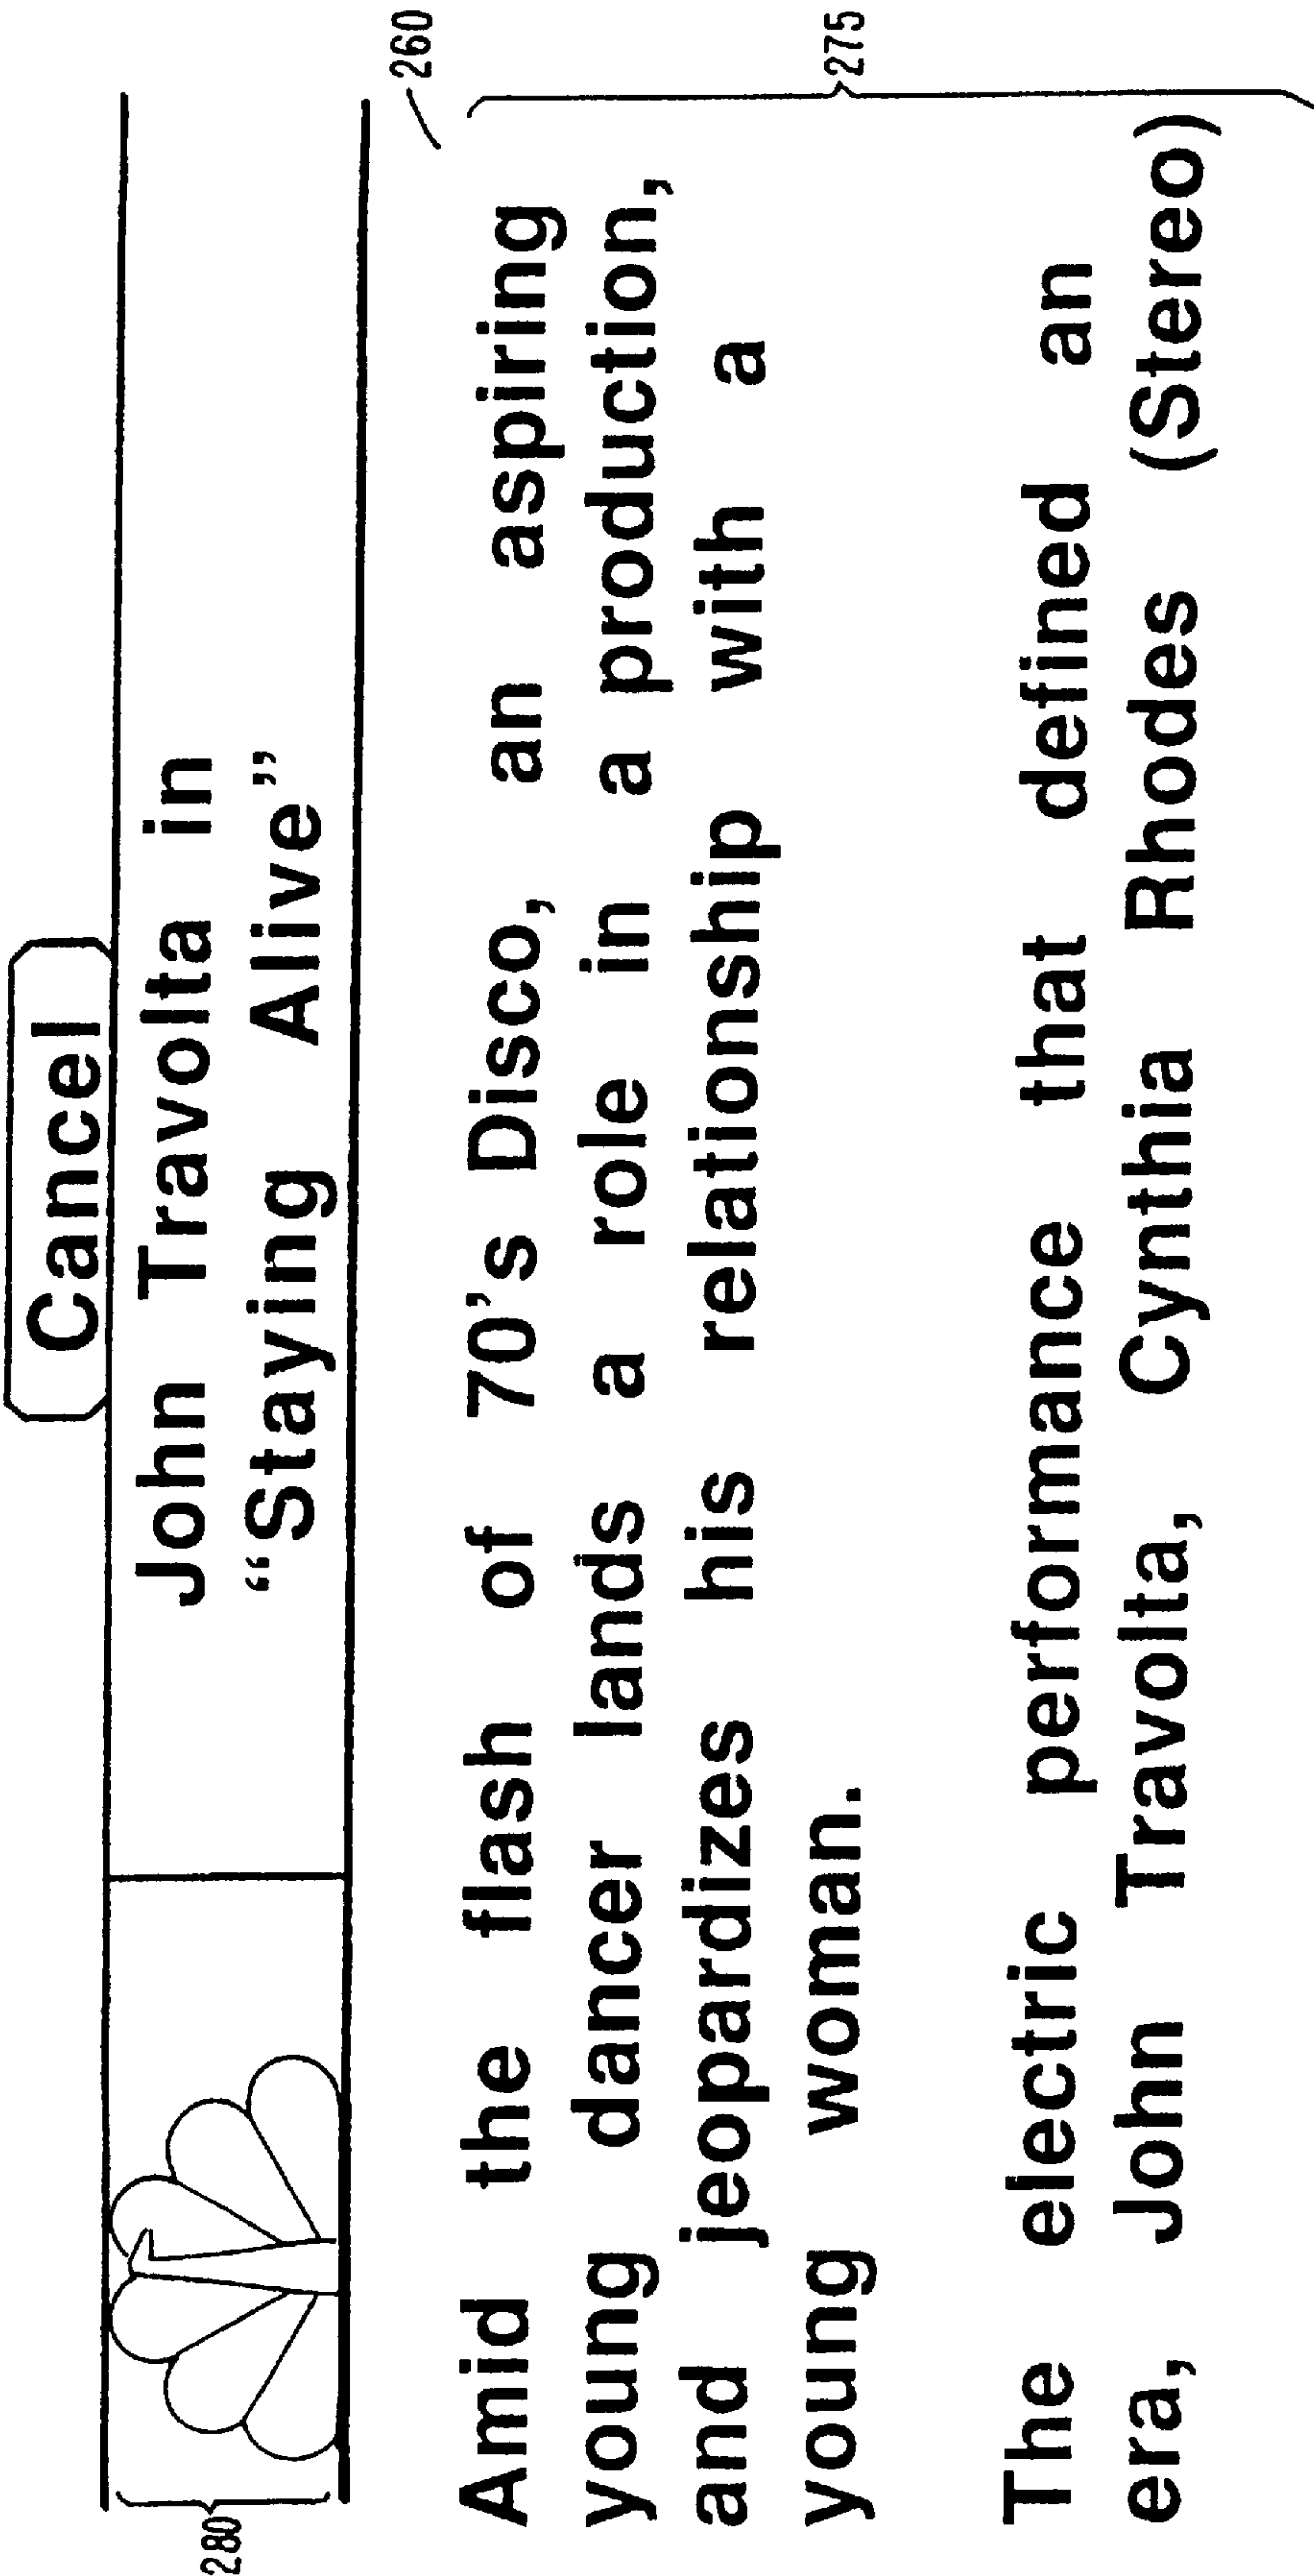 Cancel
John Travolta in
“Staying Alive”
280
260
Amid the flash of 70's Disco, an aspiring
young dancer lands a role in a production,
and jeopardizes his relationship with a
young woman.
275
The electric performance that defined an
era, John Travolta, Cynthia Rhodes (Stereo)